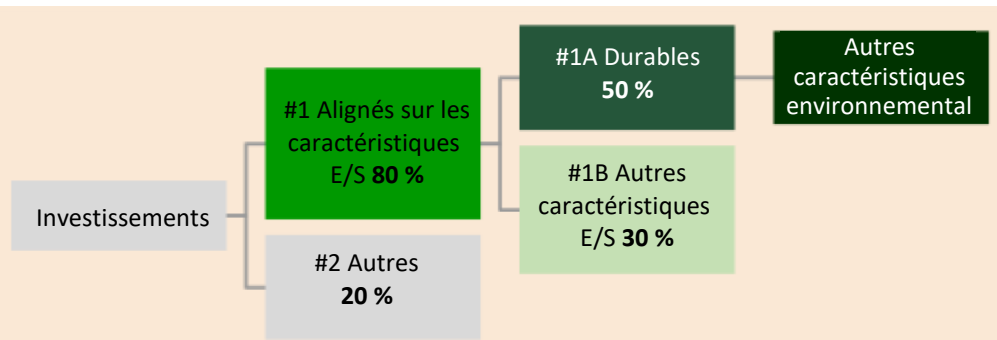 Investissements
#1 Alignés sur les
caractéristiques
E/S 80 %
#2 Autres
20 %
#1A Durables
50 %
#1B Autres
caractéristiques
E/S 30 %
Autres
caractéristiques
environnemental